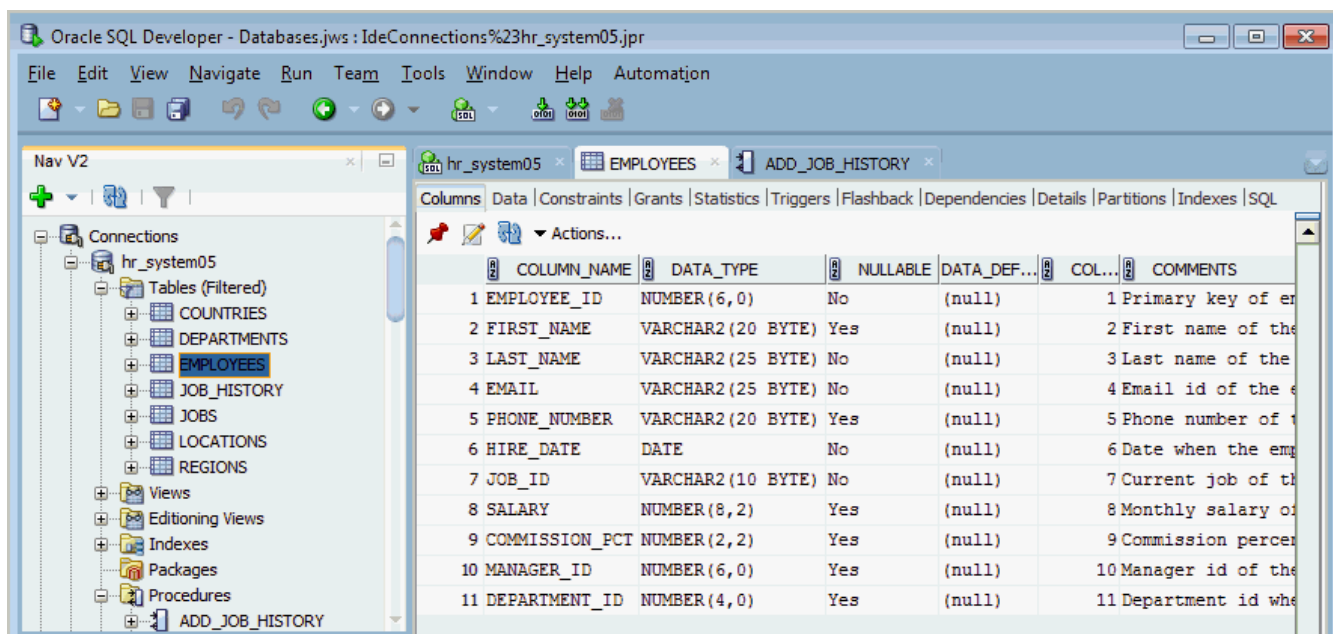 Oracle SQL Developer - Databases.jws : IdeConnections%23hr_system05.jpr
File Edit View Navigate Run Team Tools Window Help Automation
Nav V2
Connections
hr_system05
Tables (Filtered)
COUNTRIES
DEPARTMENTS
EMPLOYEES
JOB_HISTORY
JOBS
LOCATIONS
REGIONS
Views
Editioning Views
Indexes
Packages
Procedures
ADD_JOB_HISTORY
hr_system05 EMPLOYEES ADD_JOB_HISTORY
Columns Data |Constraints |Grants |Statistics |Triggers |Flashback |Dependencies |Details |Partitions |Indexes |SQL
Actions...
COLUMN_NAME DATA_TYPE NULLABLE DATA_DEF... COL... COMMENTS
1 EMPLOYEE_ID NUMBER(6,0) No (null) 1 Primary key of em
2 FIRST_NAME VARCHAR2(20 BYTE) Yes (null) 2 First name of the
3 LAST_NAME VARCHAR2(25 BYTE) No (null) 3 Last name of the
4 EMAIL VARCHAR2(25 BYTE) No (null) 4 Email id of the e
5 PHONE_NUMBER VARCHAR2(20 BYTE) Yes (null) 5 Phone number of t
6 HIRE_DATE DATE No (null) 6 Date when the emp
7 JOB_ID VARCHAR2(10 BYTE) No (null) 7 Current job of th
8 SALARY NUMBER(8,2) Yes (null) 8 Monthly salary of
9 COMMISSION_PCT NUMBER(2,2) Yes (null) 9 Commission percen
10 MANAGER_ID NUMBER(6,0) Yes (null) 10 Manager id of the
11 DEPARTMENT_ID NUMBER(4,0) Yes (null) 11 Department id whe